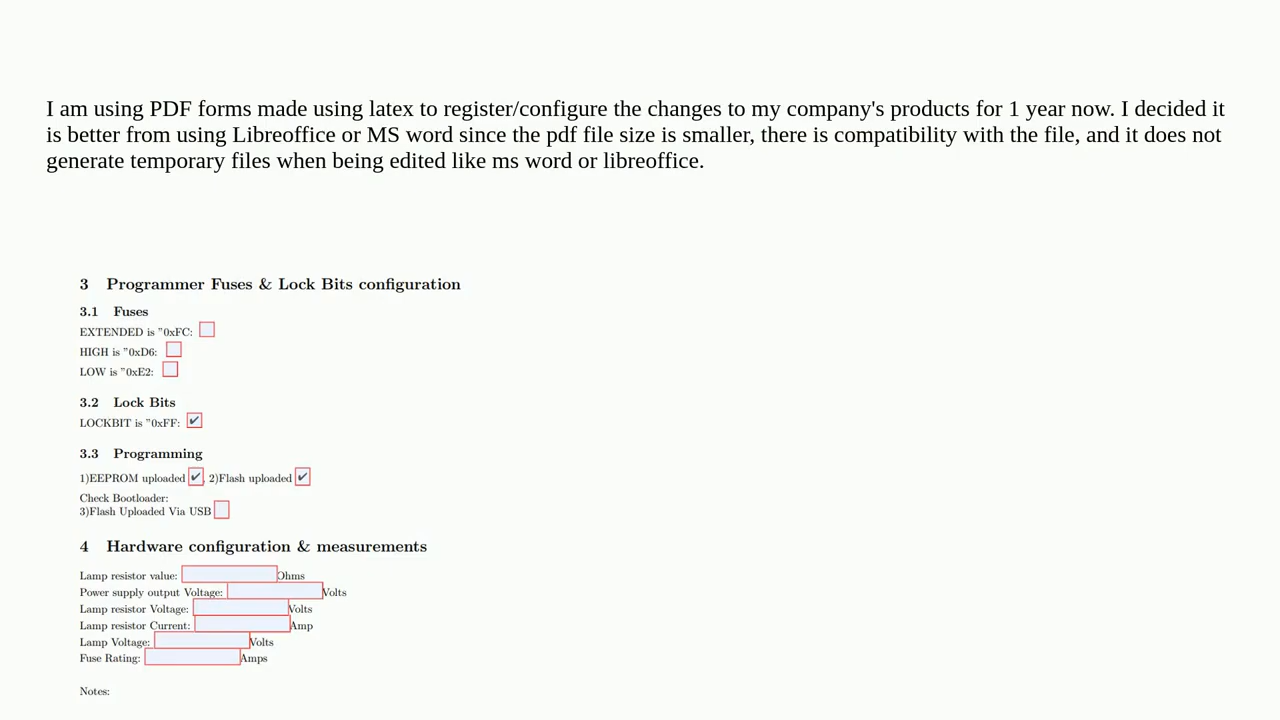 I am using PDF forms made using latex to register/configure the changes to my company's products for 1 year now. I decided it
is better from using Libreoffice or MS word since the pdf file size is smaller, there is compatibility with the file, and it does not
generate temporary files when being edited like ms word or libreoffice.
3 Programmer Fuses & Lock Bits configuration
3.1 Fuses
EXTENDED is "0xFC:
HIGH is "0xD6:
LOW is "0xE2:
3.2 Lock Bits
LOCKBIT is "0xFF: ✔
3.3 Programming
1)EEPROM uploaded ✔, 2)Flash uploaded ✔
Check Bootloader:
3)Flash Uploaded Via USB
4 Hardware configuration & measurements
Lamp resistor value: Ohms
Power supply output Voltage: Volts
Lamp resistor Voltage: Volts
Lamp resistor Current: Amp
Lamp Voltage: Volts
Fuse Rating: Amps
Notes: